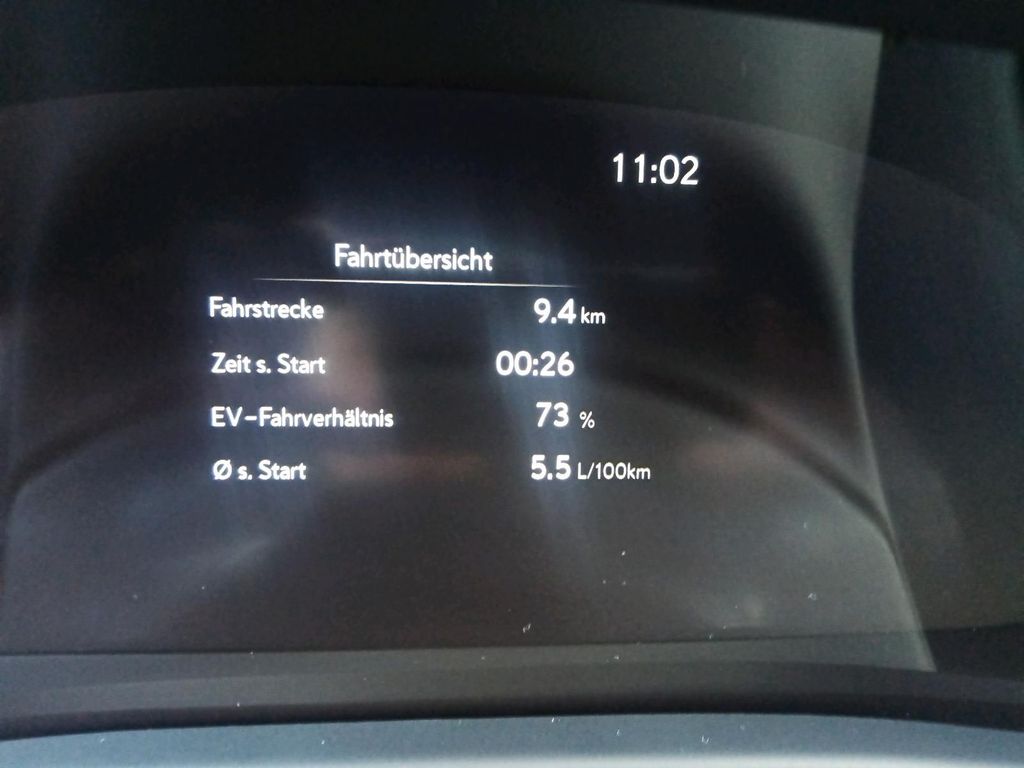 11:02
Fahrtübersicht
Fahrstrecke 9.4 km
Zeit s. Start 00:26
EV-Fahrverhältnis 73 %
Ø s. Start 5.5 L/100km